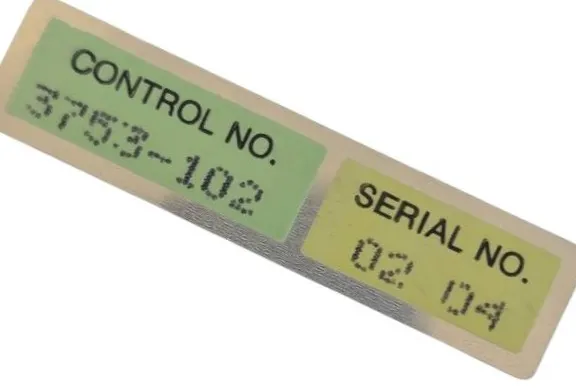 CONTROL NO.
3753-102
SERIAL NO.
02 04